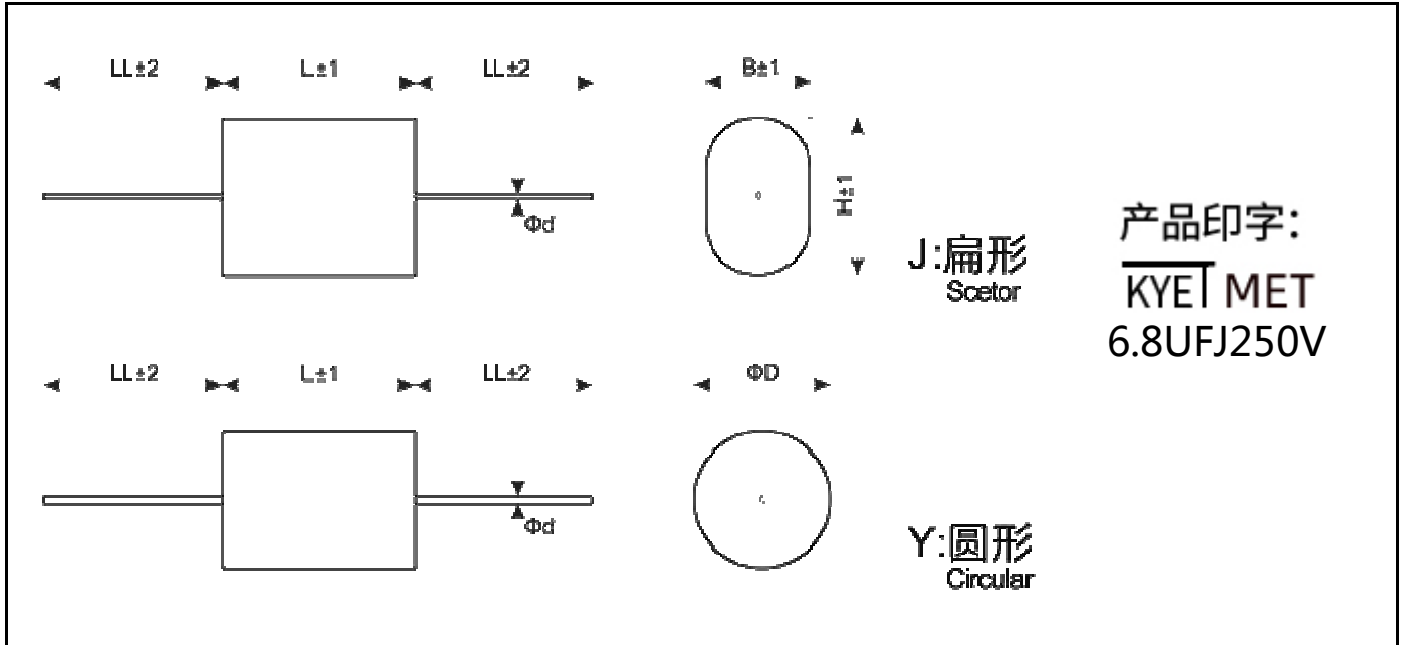 LL±2 L±1 LL±2 B±1
Φd
H±1
J:扁形
Scetor
产品印字:
KYET MET
6.8UFJ250V
LL±2 L±1 LL±2 ΦD
Φd
Y:圆形
Circular